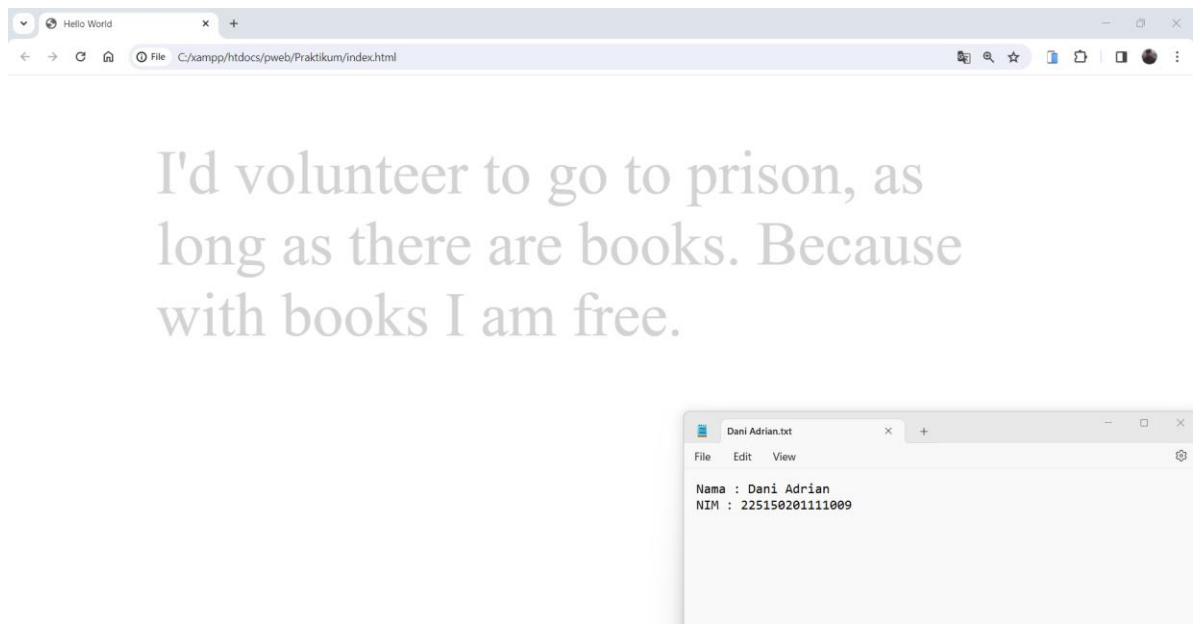 Hello World
File C:/xampp/htdocs/pweb/Praktikum/index.html
I'd volunteer to go to prison, as
long as there are books. Because
with books I am free.
Dani Adrian.txt
File Edit View
Nama : Dani Adrian
NIM : 225150201111009